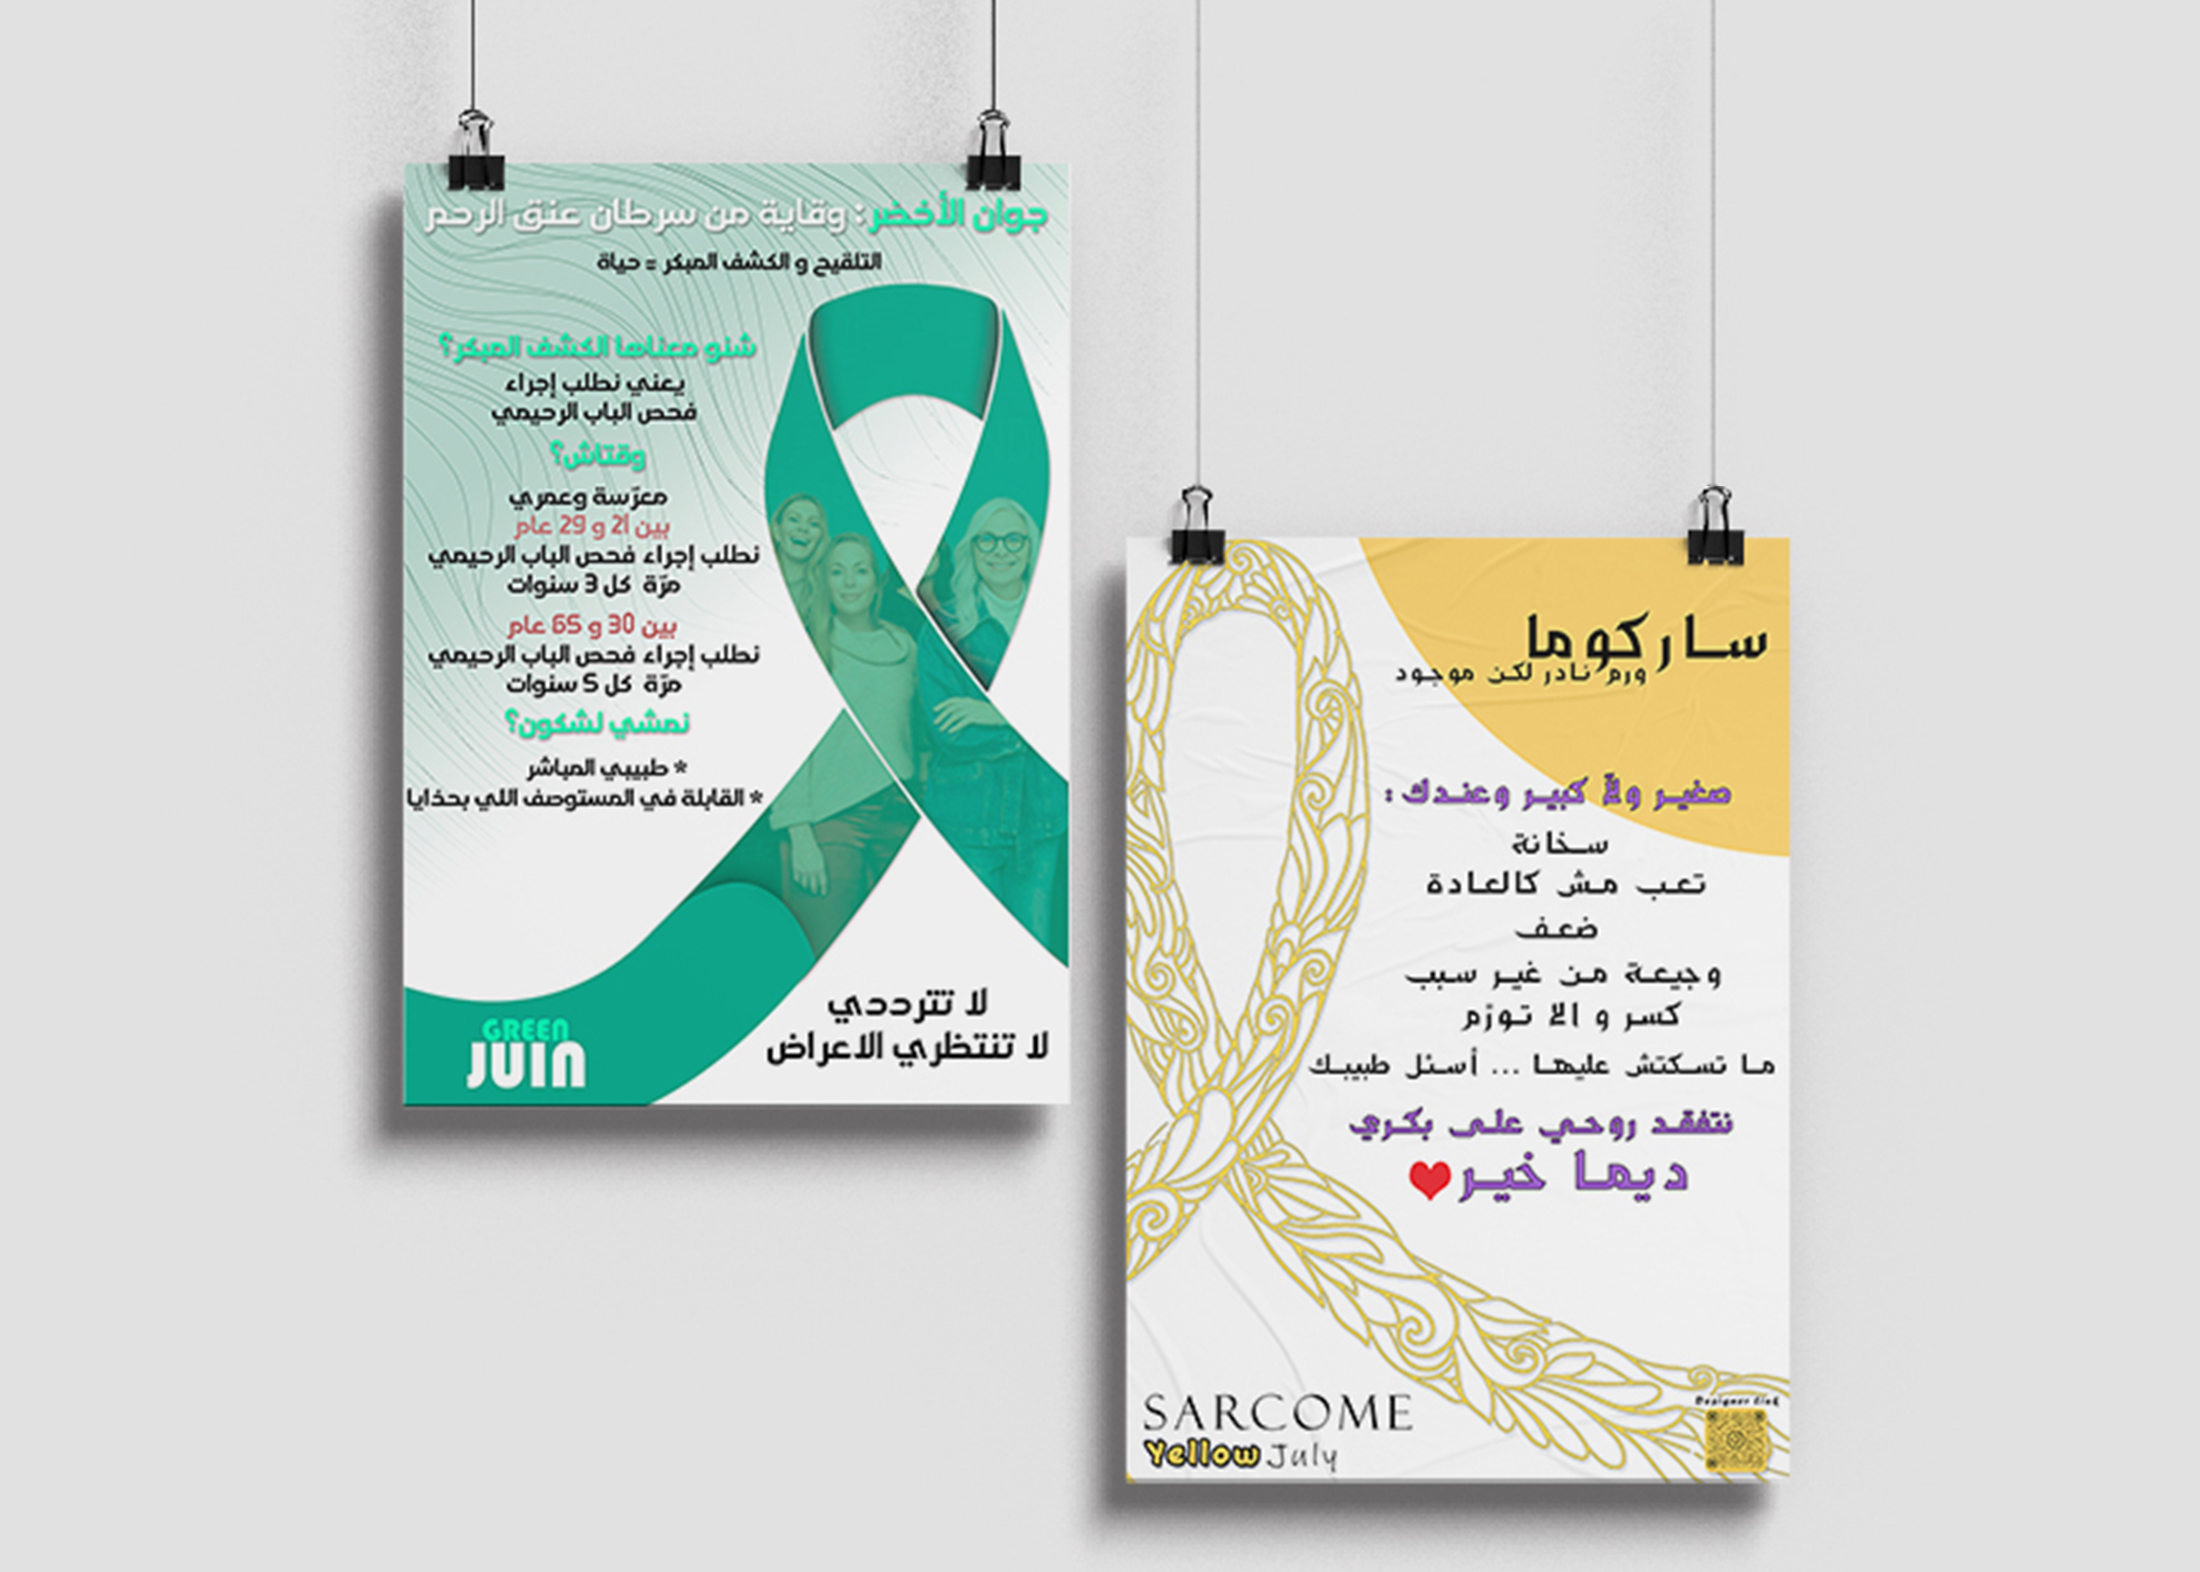 جوان الأخضر: وقاية من سرطان عنق الرحم
التلقيح و الكشف المبكر = حياة
شنو معناها الكشف المبكر؟
يعني نطلب إجراء
فحص الباب الرحيمي
وقتاش؟
معرّسة وعمري
بين 21 و 29 عام
نطلب إجراء فحص الباب الرحيمي
مرّة كل 3 سنوات
بين 30 و 65 عام
نطلب إجراء فحص الباب الرحيمي
مرّة كل 5 سنوات
نمشي لشكون؟
* طبيبي المباشر
* القابلة في المستوصف اللي بحذايا
لا تترددي
لا تنتظري الاعراض
GREEN
JUIN
ساركوما
ورم نادر لكن موجود
صغير ولاّ كبير وعندك :
سخانة
تعب مش كالعادة
ضعف
وجيعة من غير سبب
كسر و الا تورّم
ما تسكتش عليها ... أسئل طبيبك
نتفقد روحي على بكري
ديما خير
SARCOME
Yellow July
Designer link